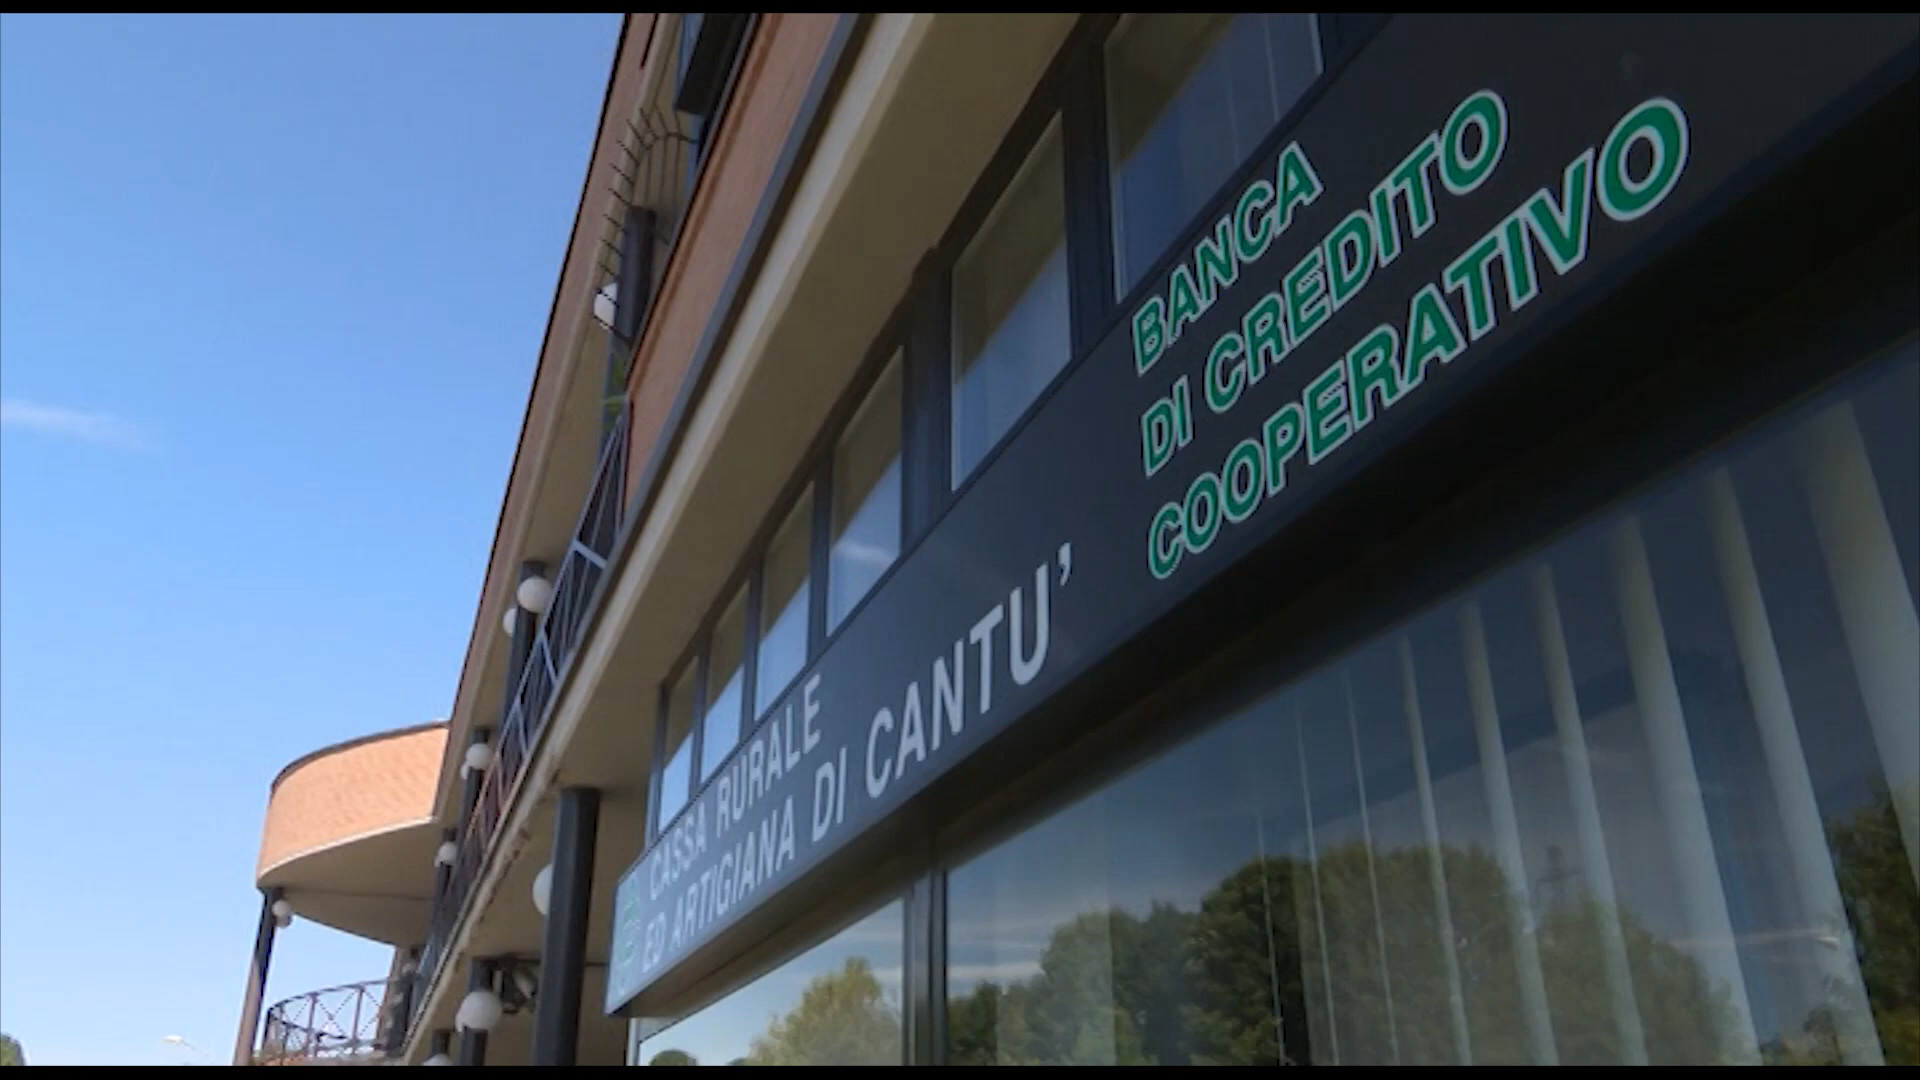 CASSA RURALE
ED ARTIGIANA DI CANTU'
BANCA
DI CREDITO
COOPERATIVO